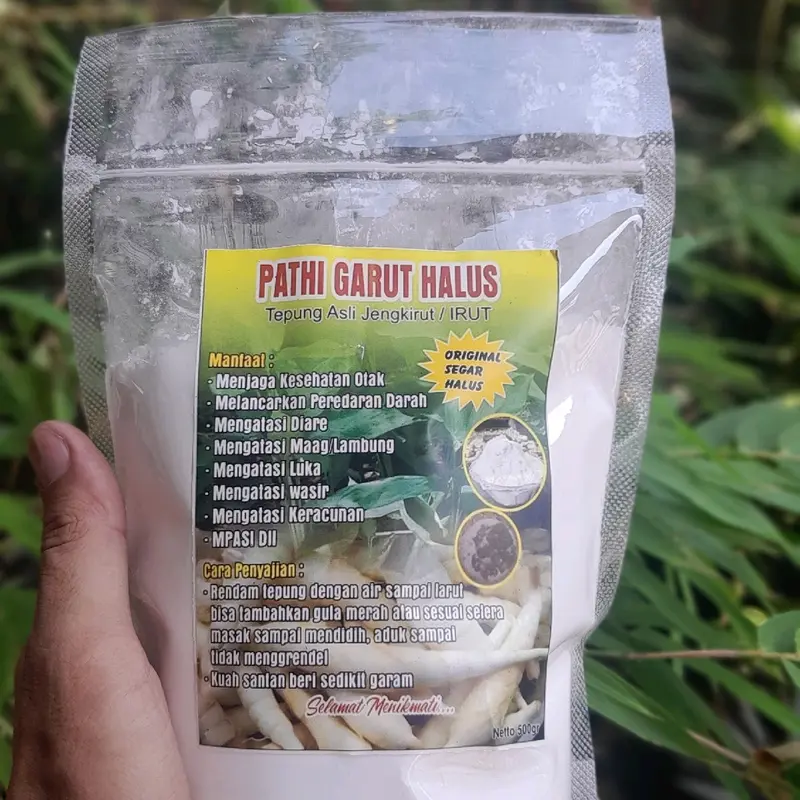 PATHI GARUT HALUS
Tepung Asli Jengkirut / IRUT
ORIGINAL
SEGAR
HALUS
Manfaat :
· Menjaga Kesehatan Otak
· Melancarkan Peredaran Darah
· Mengatasi Diare
· Mengatasi Maag/Lambung
· Mengatasi Luka
· Mengatasi wasir
· Mengatasi Keracunan
· MPASI Dll
Cara Penyajian :
· Rendam tepung dengan air sampai larut
bisa tambahkan gula merah atau sesuai selera
masak sampai mendidih, aduk sampai
tidak menggrendel
· Kuah santan beri sedikit garam
Selamat Menikmati...
Netto 500gr